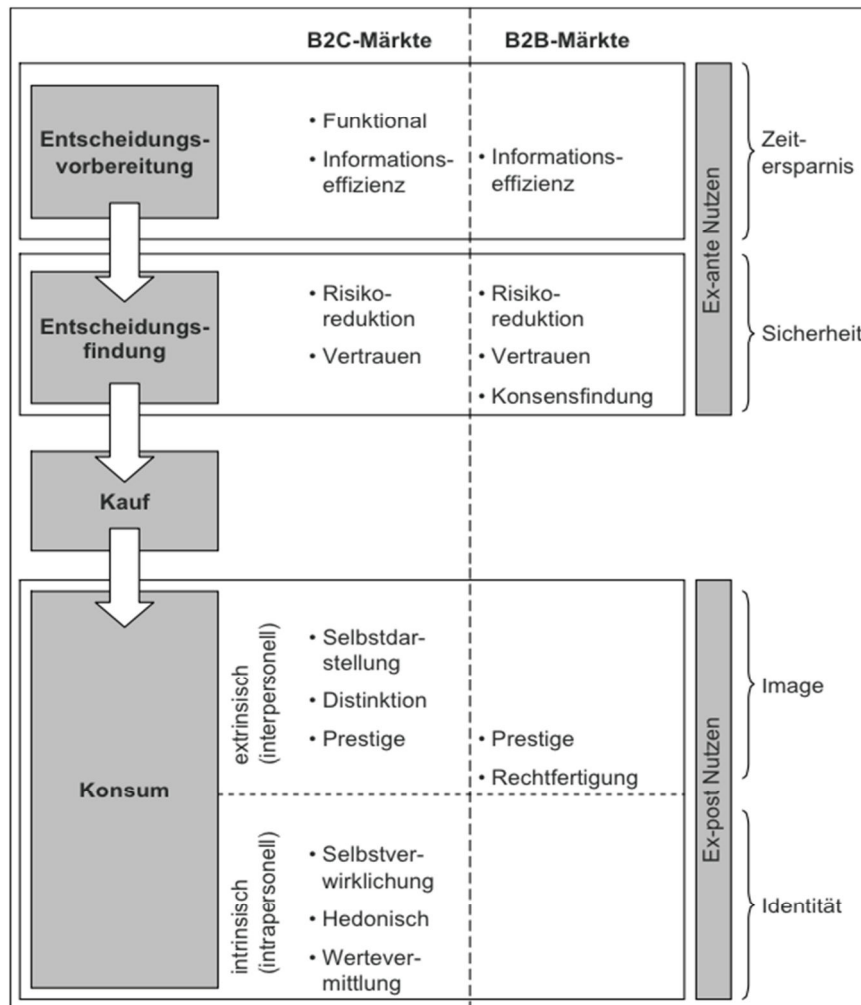 B2C-Märkte
B2B-Märkte
Entscheidungs-
vorbereitung
• Funktional
• Informations-
effizienz
• Informations-
effizienz
Zeit-
ersparnis
Entscheidungs-
findung
• Risiko-
reduktion
• Vertrauen
• Risiko-
reduktion
• Vertrauen
• Konsensfindung
Ex-ante Nutzen
Sicherheit
Kauf
Konsum
extrinsisch
(interpersonell)
• Selbstdar-
stellung
• Distinktion
• Prestige
• Prestige
• Rechtfertigung
Image
intrinsisch
(intrapersonell)
• Selbstver-
wirklichung
• Hedonisch
• Wertever-
mittlung
Ex-post Nutzen
Identität